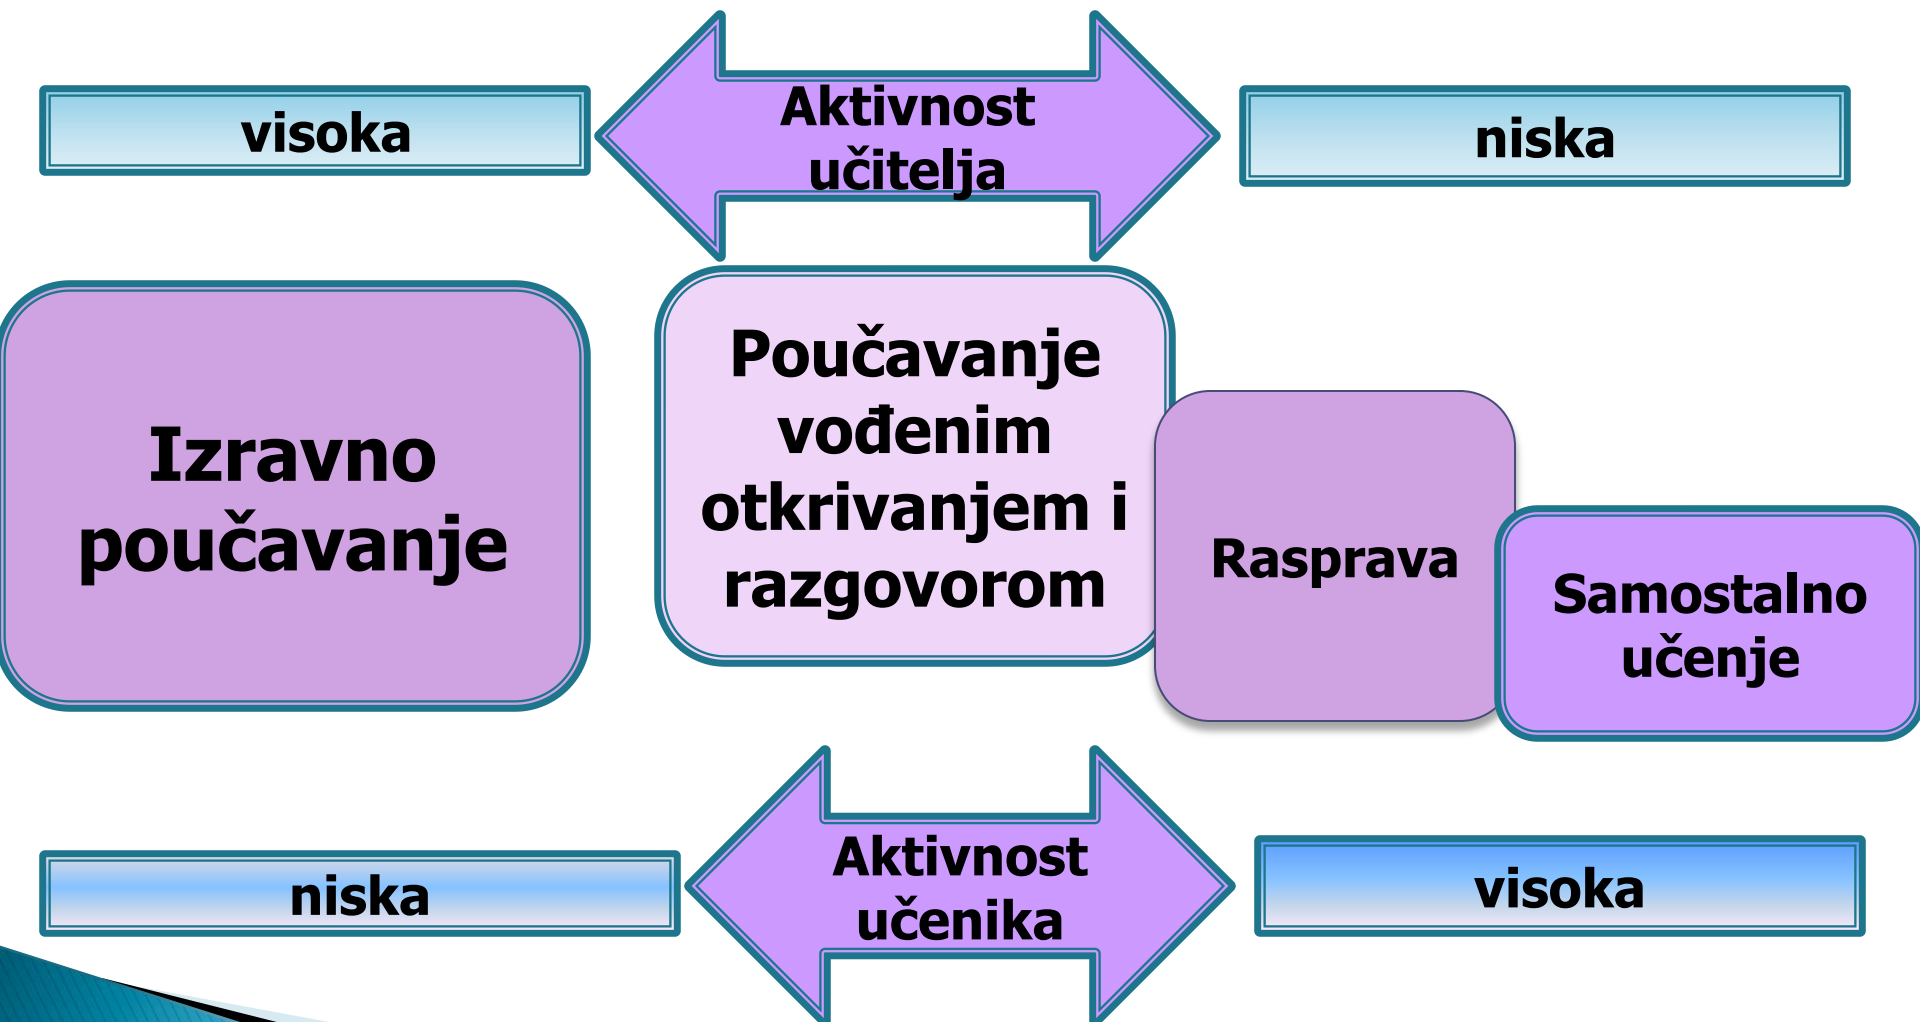 visoka
Aktivnost
učitelja
niska
Izravno
poučavanje
Poučavanje
vođenim
otkrivanjem i
razgovorom
Rasprava
Samostalno
učenje
niska
Aktivnost
učenika
visoka